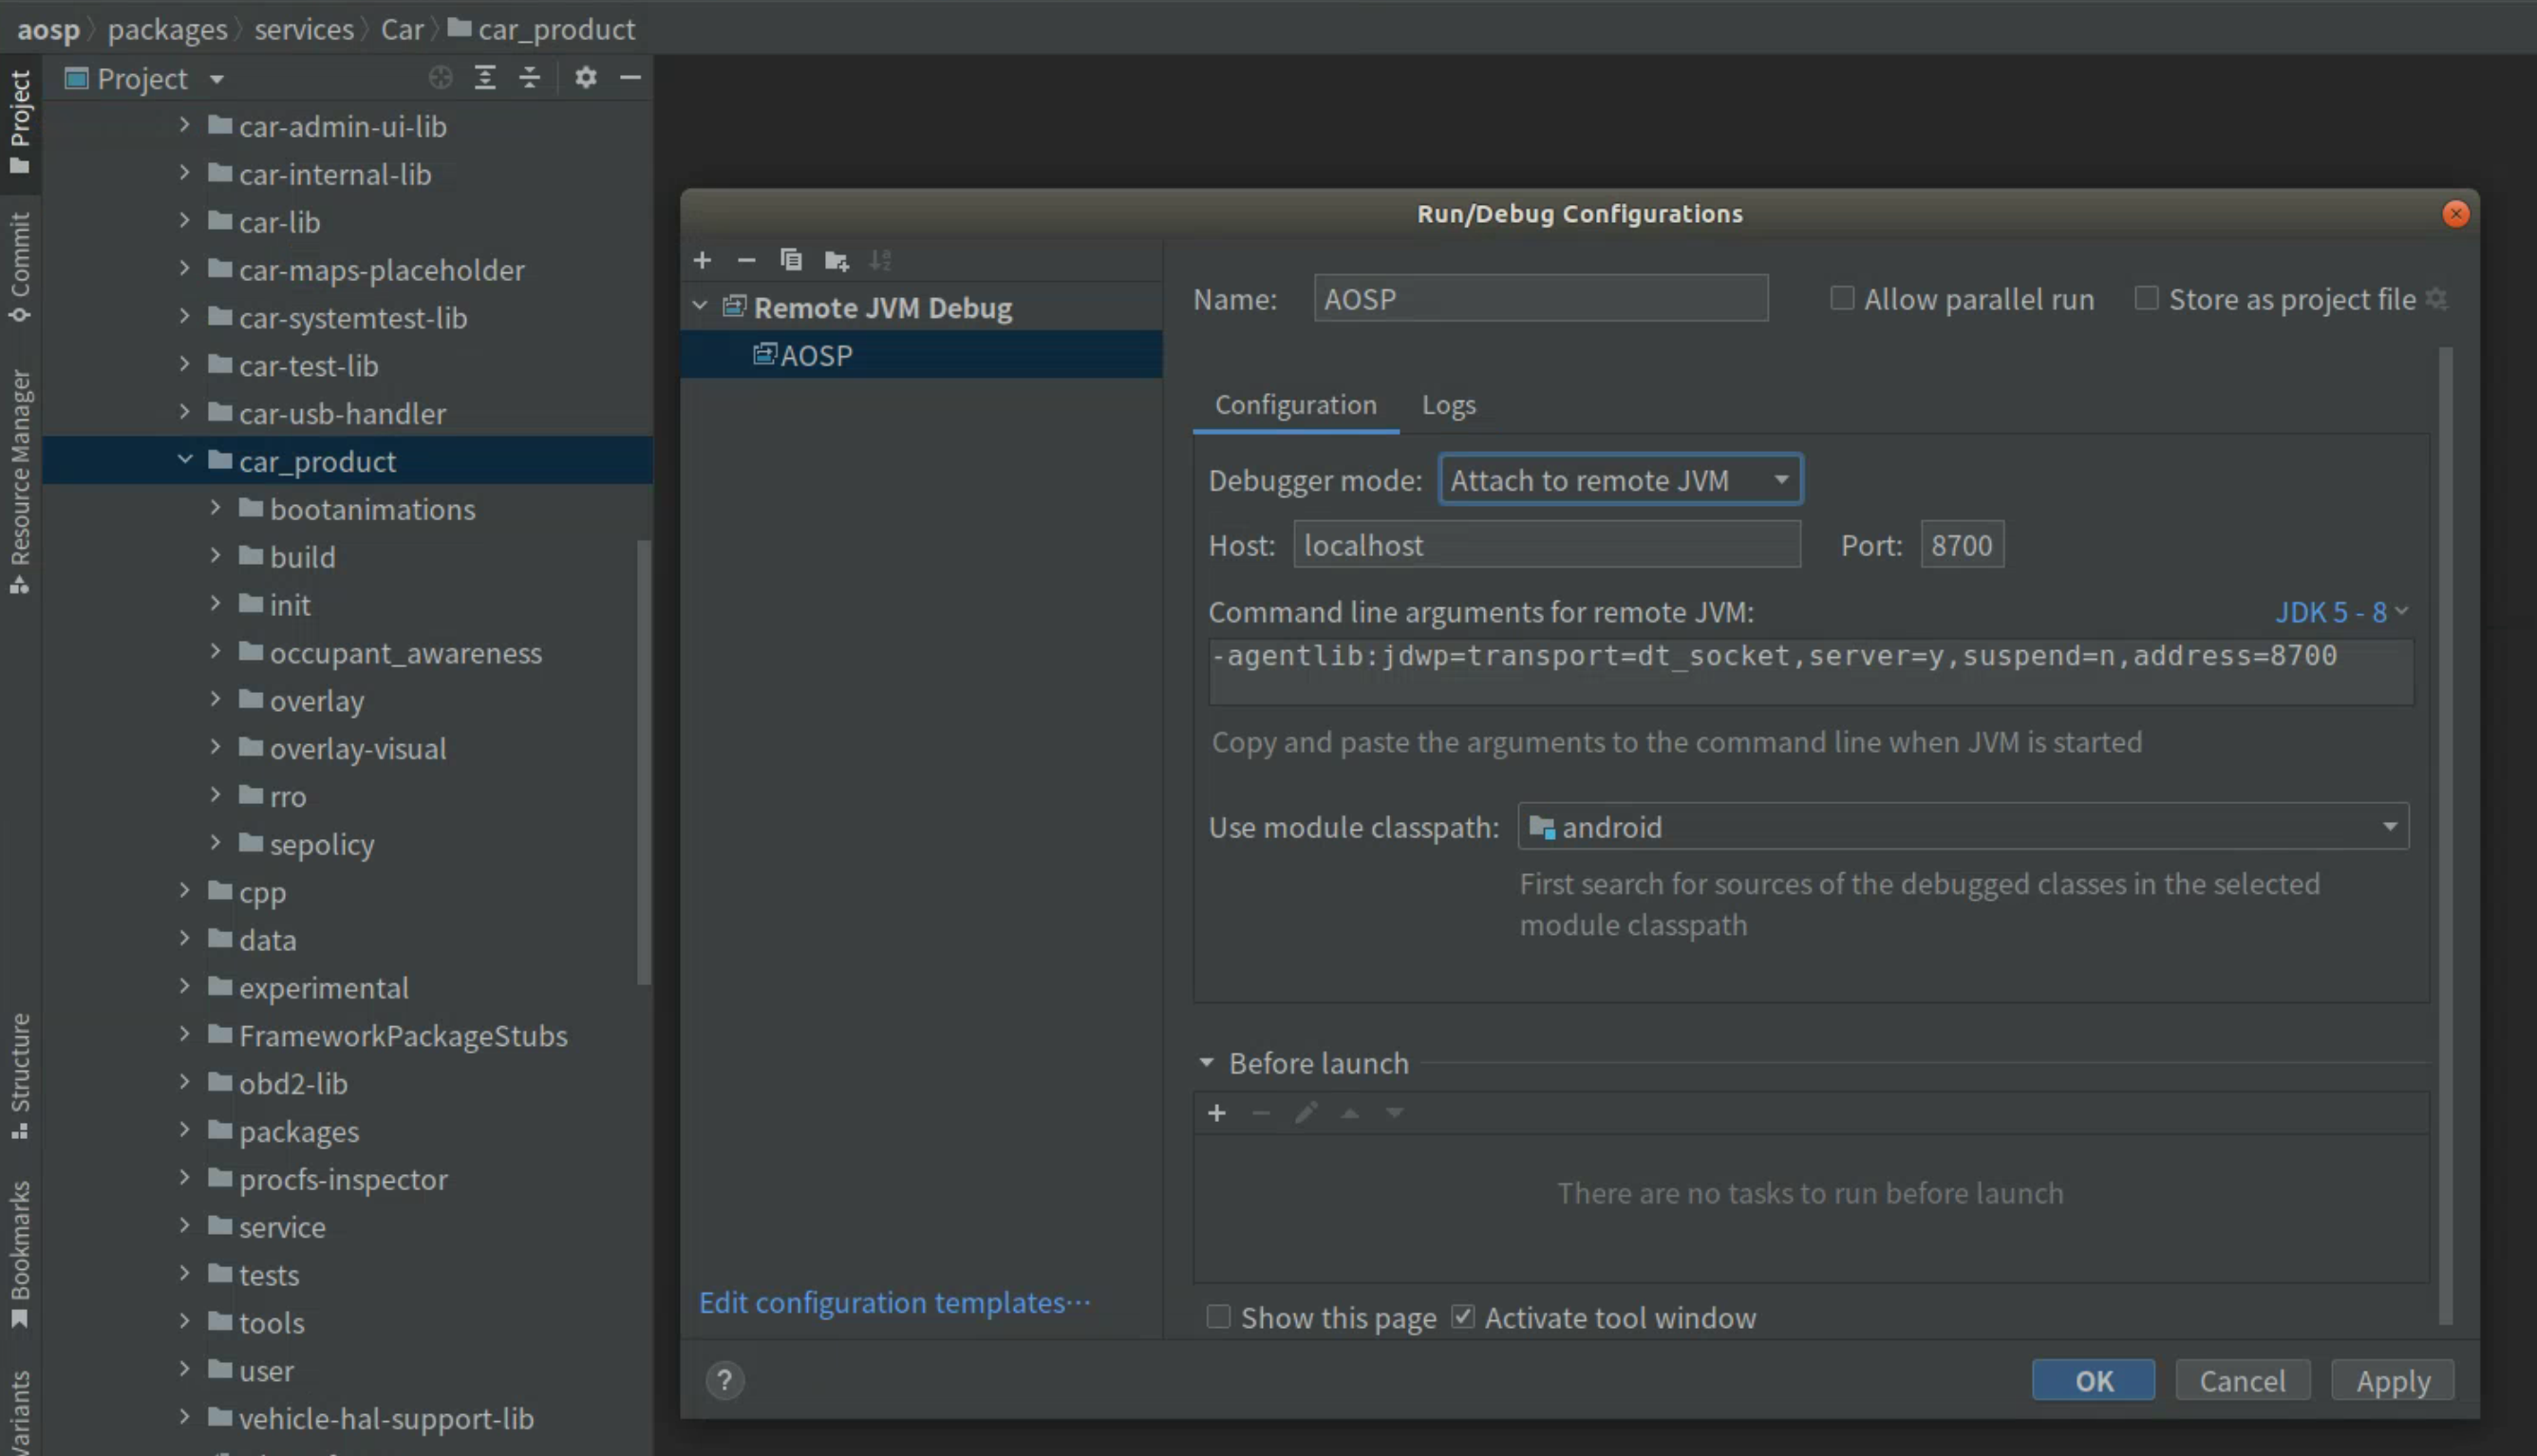 aosp packages services Car car_product
Project
Project
Commit
Resource Manager
Structure
Bookmarks
car-admin-ui-lib
car-internal-lib
car-lib
car-maps-placeholder
car-systemtest-lib
car-test-lib
car-usb-handler
car_product
bootanimations
build
init
occupant_awareness
overlay
overlay-visual
rro
sepolicy
cpp
data
experimental
FrameworkPackageStubs
obd2-lib
packages
procfs-inspector
service
tests
tools
user
vehicle-hal-support-lib
Run/Debug Configurations
Remote JVM Debug
AOSP
Edit configuration templates...
Name: AOSP Allow parallel run Store as project file
Configuration Logs
Debugger mode: Attach to remote JVM
Host: localhost Port: 8700
Command line arguments for remote JVM: JDK 5 - 8
-agentlib:jdwp=transport=dt_socket,server=y,suspend=n,address=8700
Copy and paste the arguments to the command line when JVM is started
Use module classpath: android
First search for sources of the debugged classes in the selected
module classpath
Before launch
There are no tasks to run before launch
Show this page Activate tool window
? OK Cancel Apply